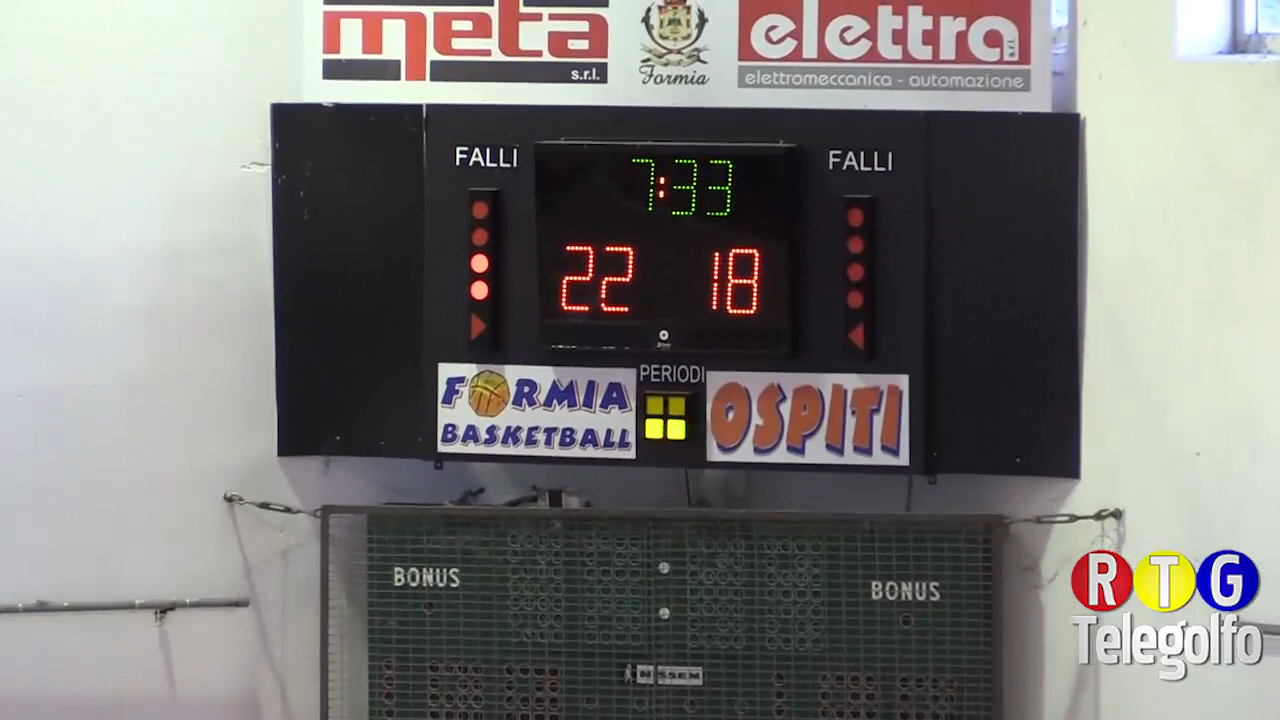 meta
s.r.l.
Formia
elettra s.r.l.
elettromeccanica - automazione
FALLI
FALLI
7:33
22 18
PERIODI
FORMIA
BASKETBALL
OSPITI
BONUS
BONUS
NISSEN
RTG
Telegolfo